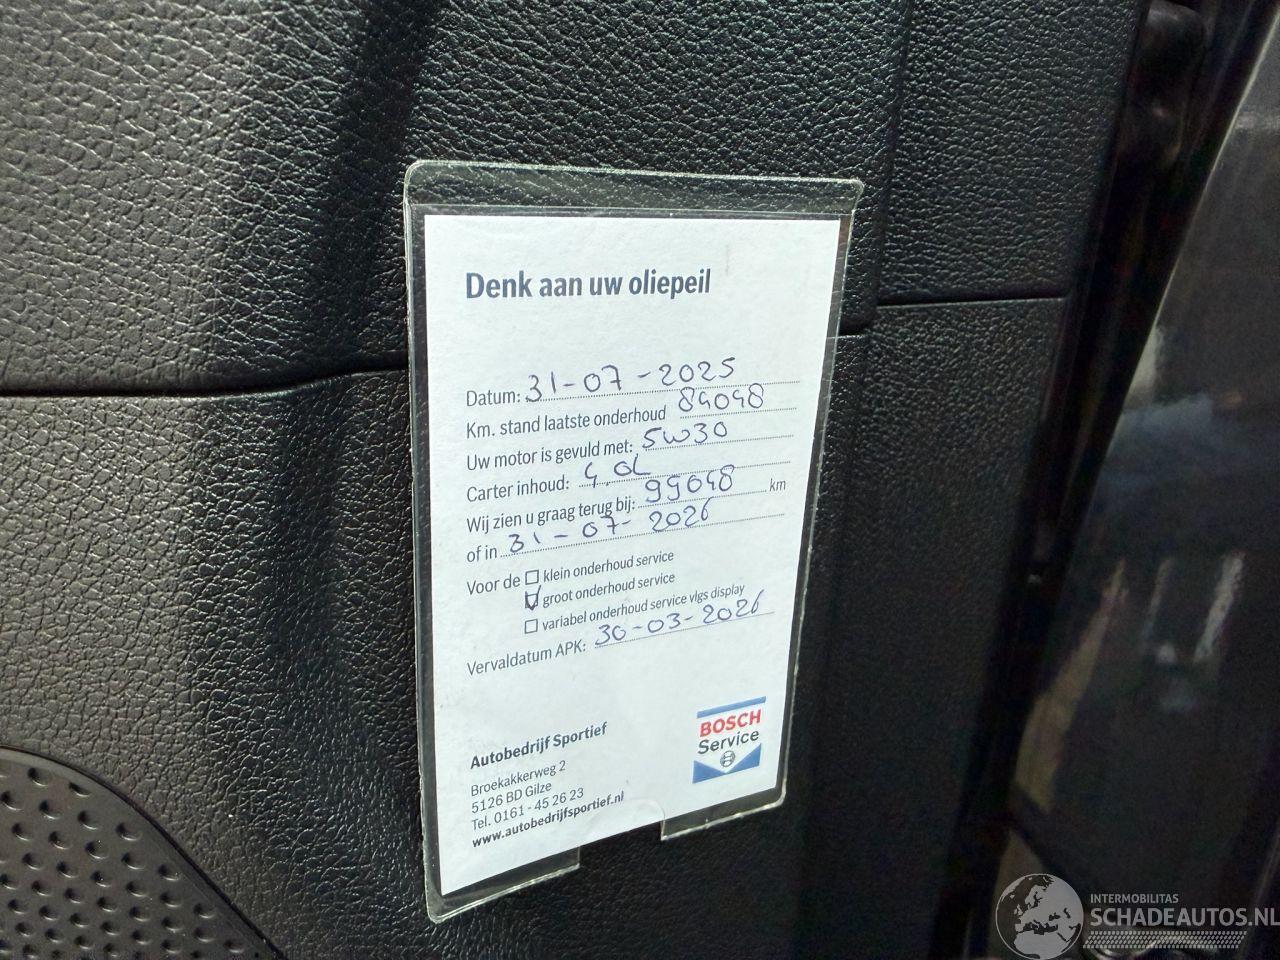 Denk aan uw oliepeil
Datum: 31-07-2025
Km. stand laatste onderhoud 84048
Uw motor is gevuld met: 5W30
Carter inhoud: 4.0L
Wij zien u graag terug bij: 99048 km
of in 31-07-2026
Voor de klein onderhoud service
groot onderhoud service
variabel onderhoud service vlgs display
Vervaldatum APK: 30-03-2026
Autobedrijf Sportief
Broekakkerweg 2
5126 BD Gilze
Tel. 0161 - 45 26 23
www.autobedrijfsportief.nl
BOSCH
Service
INTERMOBILITAS
SCHADEAUTOS.NL